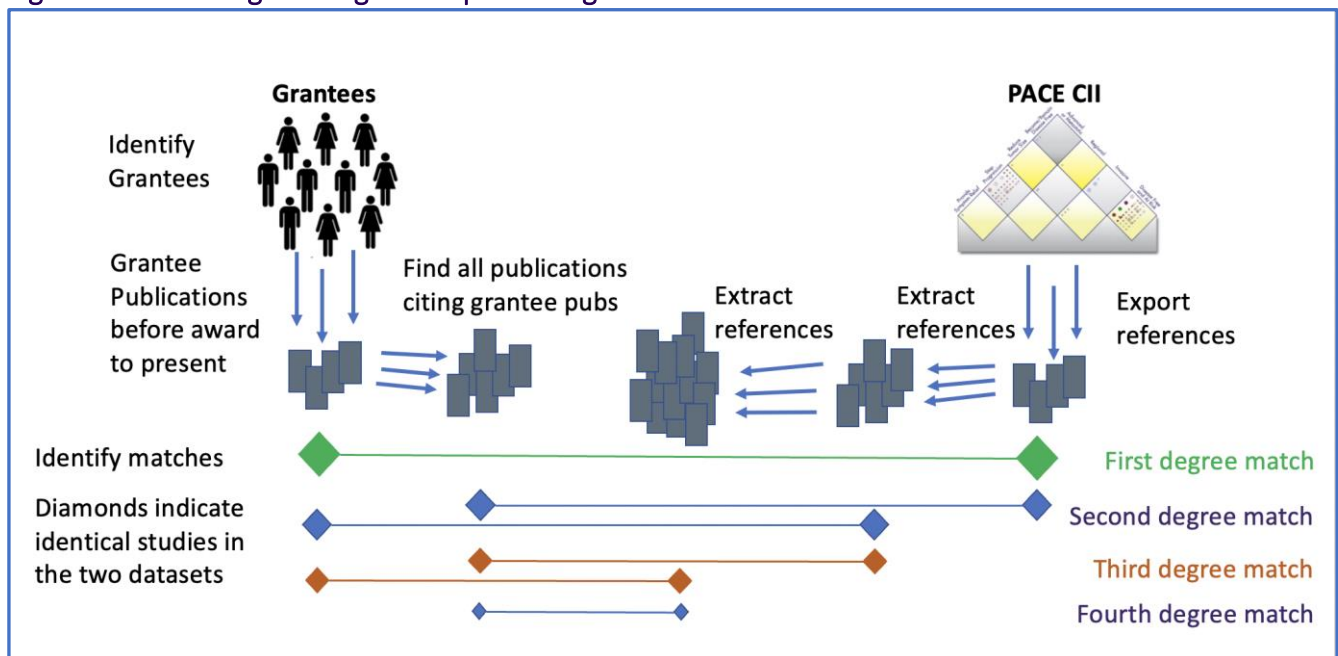 Grantees
PACE CII
Identify
Grantees
Grantee
Publications
before award
to present
Find all publications
citing grantee pubs
Extract
references
Extract
references
Export
references
Identify matches
First degree match
Diamonds indicate
identical studies in
the two datasets
Second degree match
Third degree match
Fourth degree match